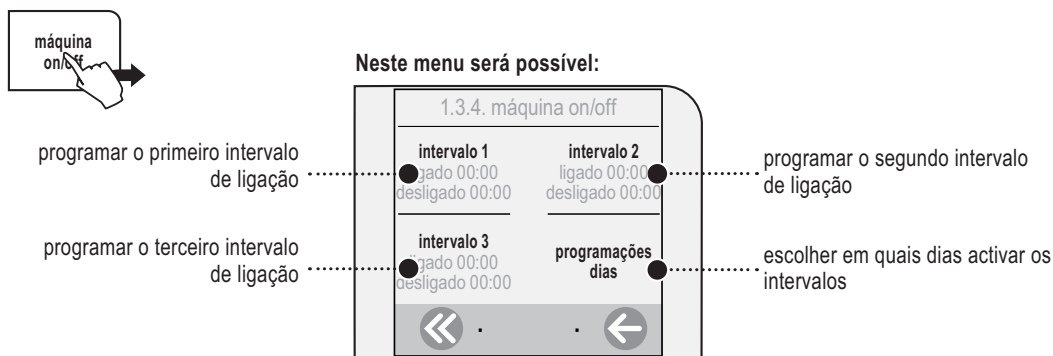 máquina
on/off
Neste menu será possível:
1.3.4. máquina on/off
programar o primeiro intervalo
de ligação
intervalo 1
ligado 00:00
desligado 00:00
intervalo 2
ligado 00:00
desligado 00:00
programar o segundo intervalo
de ligação
programar o terceiro intervalo
de ligação
intervalo 3
ligado 00:00
desligado 00:00
programações
dias
escolher em quais dias activar os
intervalos